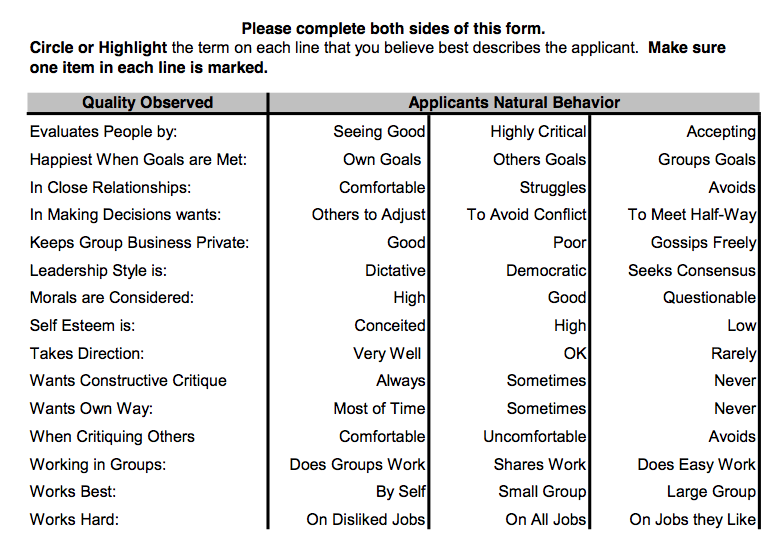 Please complete both sides of this form.
Circle or Highlight the term on each line that you believe best describes the applicant. Make sure
one item in each line is marked.
Quality Observed Applicants Natural Behavior
Evaluates People by: Seeing Good Highly Critical Accepting
Happiest When Goals are Met: Own Goals Others Goals Groups Goals
In Close Relationships: Comfortable Struggles Avoids
In Making Decisions wants: Others to Adjust To Avoid Conflict To Meet Half-Way
Keeps Group Business Private: Good Poor Gossips Freely
Leadership Style is: Dictative Democratic Seeks Consensus
Morals are Considered: High Good Questionable
Self Esteem is: Conceited High Low
Takes Direction: Very Well OK Rarely
Wants Constructive Critique Always Sometimes Never
Wants Own Way: Most of Time Sometimes Never
When Critiquing Others Comfortable Uncomfortable Avoids
Working in Groups: Does Groups Work Shares Work Does Easy Work
Works Best: By Self Small Group Large Group
Works Hard: On Disliked Jobs On All Jobs On Jobs they Like